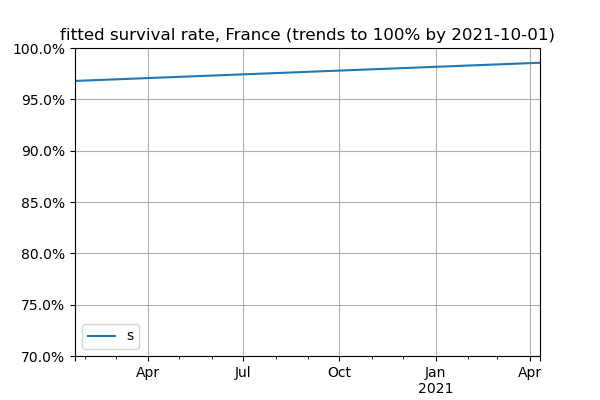 fitted survival rate, France (trends to 100% by 2021-10-01)
100.0%
95.0%
90.0%
85.0%
80.0%
75.0%
70.0%
s
Apr Jul Oct Jan Apr
2021